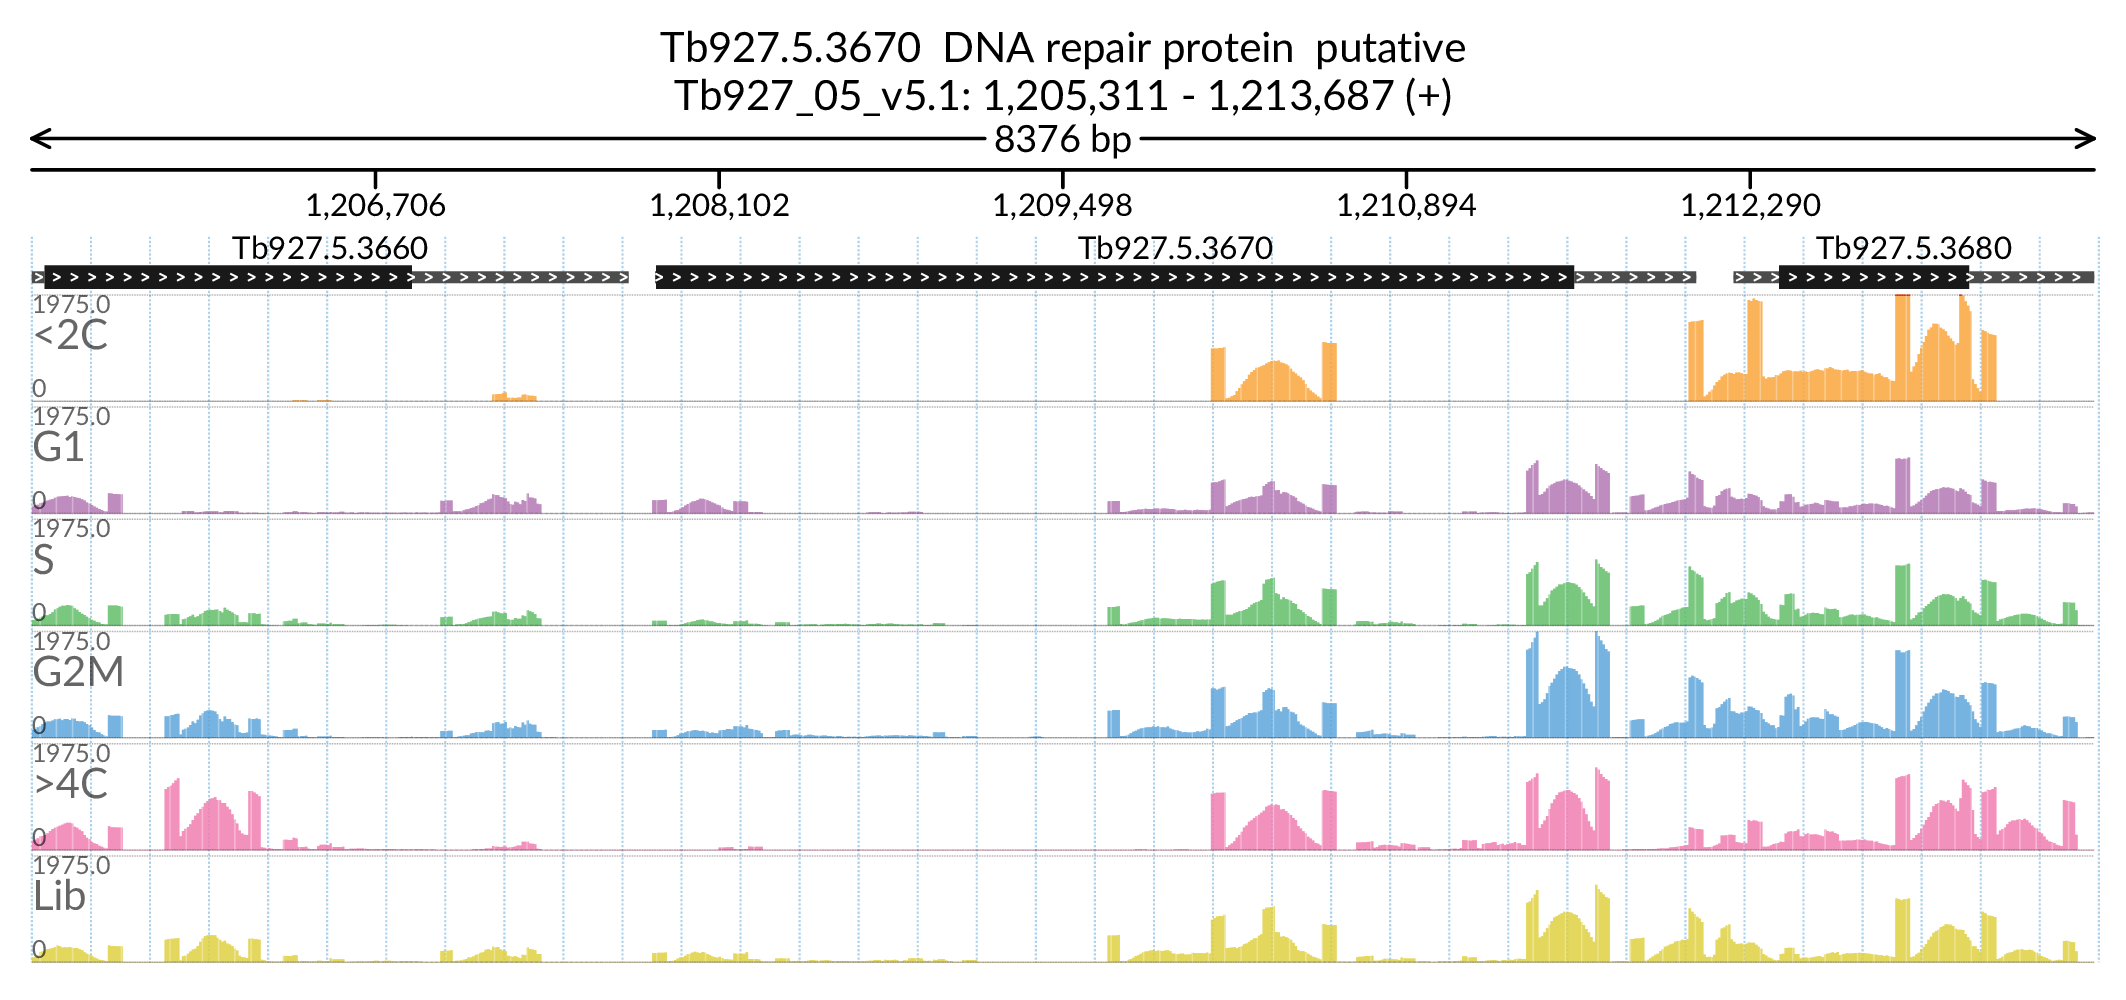 Tb927.5.3670  DNA repair protein  putative
Tb927_05_v5.1: 1,205,311 - 1,213,687 (+)
8376 bp
1,206,706 1,208,102 1,209,498 1,210,894 1,212,290
Tb927.5.3660 Tb927.5.3670 Tb927.5.3680
1975.0
<2C
0
1975.0
G1
0
1975.0
S
0
1975.0
G2M
0
1975.0
>4C
0
1975.0
Lib
0